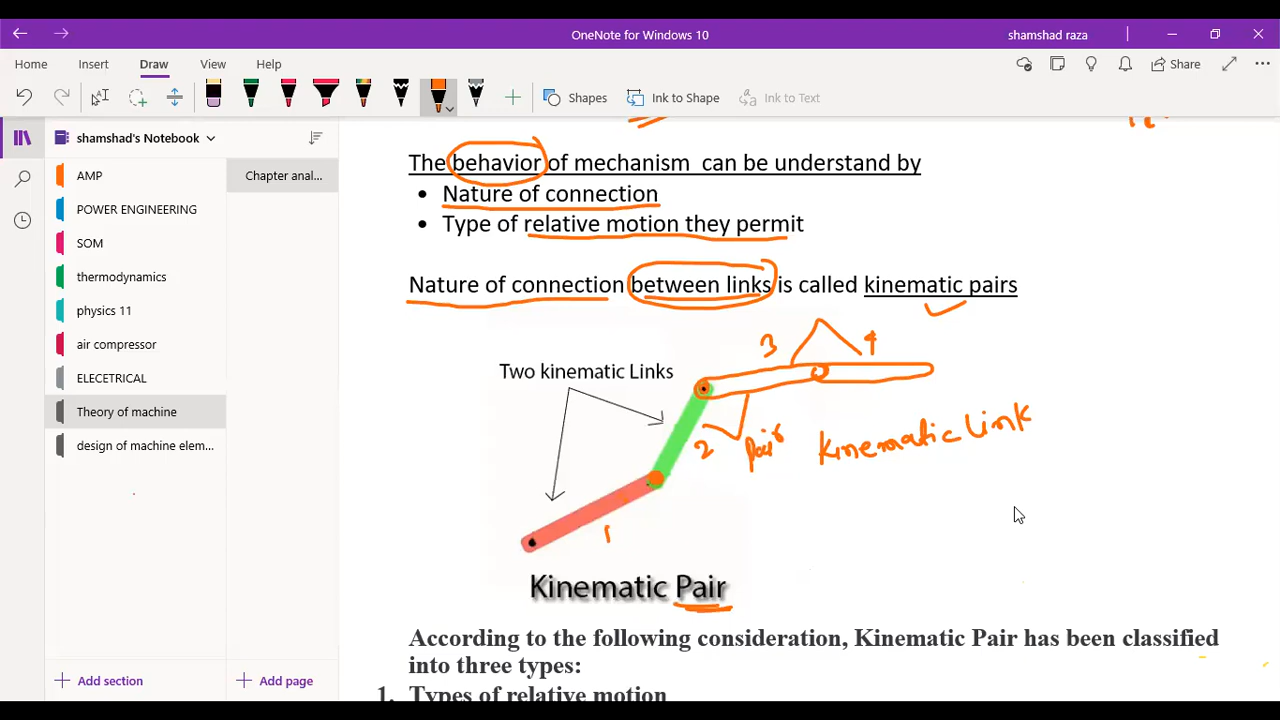 OneNote for Windows 10
shamshad raza
Home Insert Draw View Help
Share
Shapes Ink to Shape Ink to Text
shamshad's Notebook
AMP
POWER ENGINEERING
SOM
thermodynamics
physics 11
air compressor
ELECETRICAL
Theory of machine
design of machine elem...
Add section
Chapter anal...
Add page
The behavior of mechanism can be understand by
• Nature of connection
• Type of relative motion they permit
Nature of connection between links is called kinematic pairs
3 4
Two kinematic Links
2 pair kinematic Link
1
Kinematic Pair
According to the following consideration, Kinematic Pair has been classified
into three types:
1. Types of relative motion